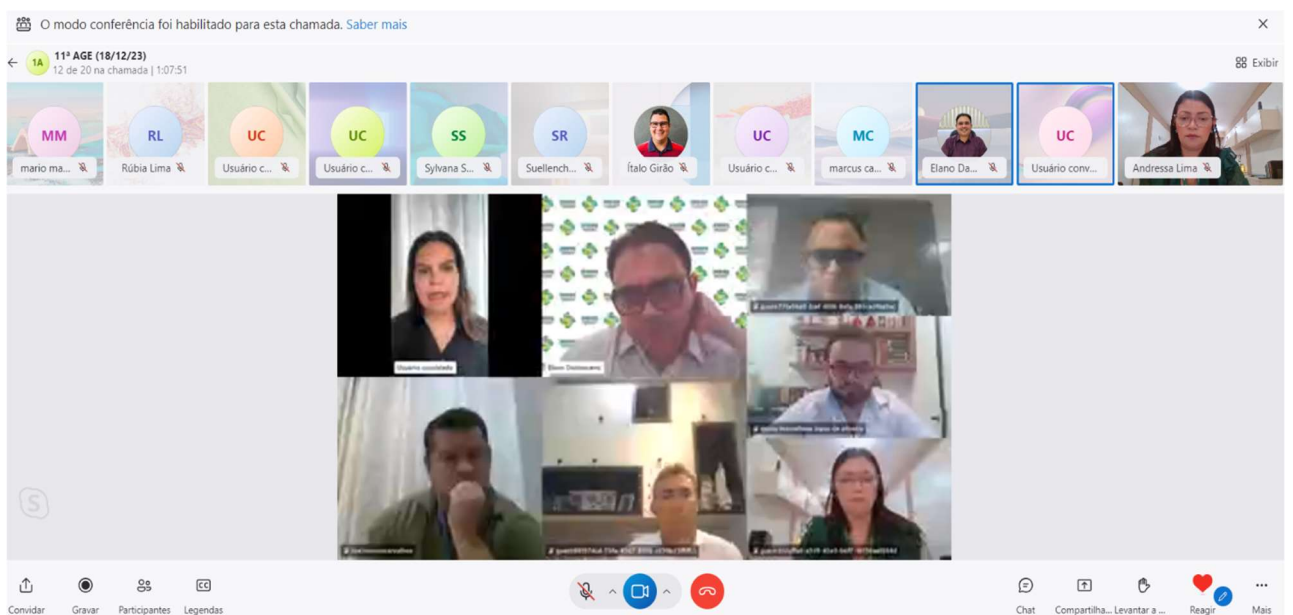 O modo conferência foi habilitado para esta chamada. Saber mais
1A
11ª AGE (18/12/23)
12 de 20 na chamada | 1:07:51
Exibir
MM
RL
UC
UC
SS
SR
UC
MC
UC
mario ma...
Rúbia Lima
Usuário c...
Usuário c...
Sylvana S...
Suellench...
Ítalo Girão
Usuário c...
marcus ca...
Elano Da...
Usuário conv...
Andressa Lima
Usuário convidado
Elano Damasceno
S
CC
Convidar
Gravar
Participantes
Legendas
Chat
Compartilha...
Levantar a ...
Reagir
Mais